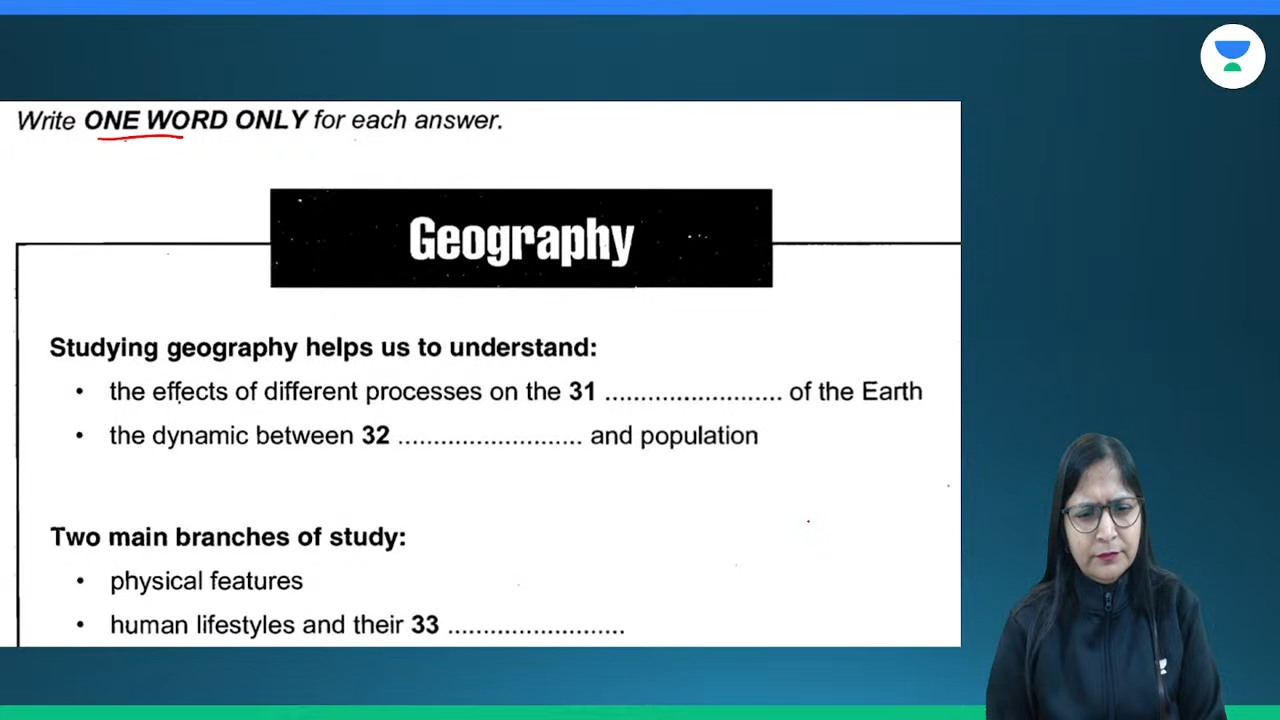 Write ONE WORD ONLY for each answer.
Geography
Studying geography helps us to understand:
• the effects of different processes on the 31 ......................... of the Earth
• the dynamic between 32 .......................... and population
Two main branches of study:
• physical features
• human lifestyles and their 33 .........................